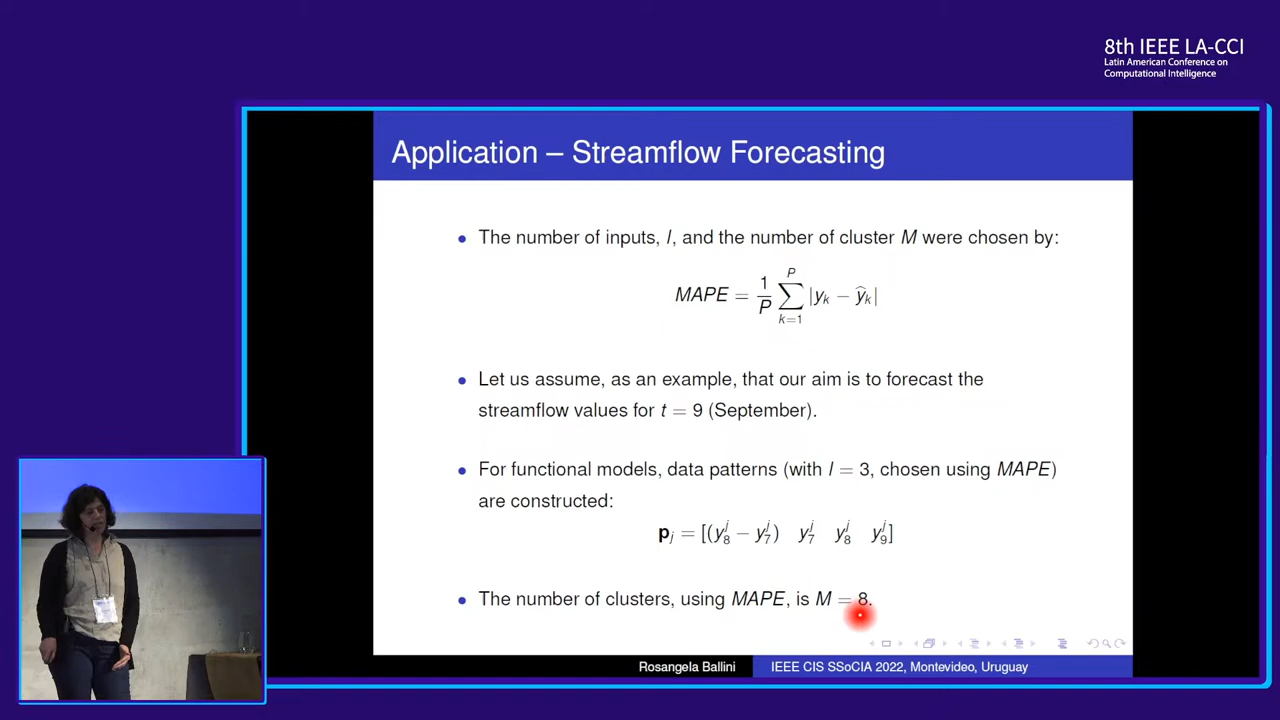 8th IEEE LA-CCI
Latin American Conference on
Computational Intelligence
Application – Streamflow Forecasting
• The number of inputs, I, and the number of cluster M were chosen by:
MAPE = \frac{1}{P} \sum_{k=1}^{P} |y_k − \hat{y}_k|
• Let us assume, as an example, that our aim is to forecast the
streamflow values for t = 9 (September).
• For functional models, data patterns (with I = 3, chosen using MAPE)
are constructed:
p_j = [(y_8^j − y_7^j) y_7^j y_8^j y_9^j]
• The number of clusters, using MAPE, is M = 8.
Rosangela Ballini IEEE CIS SSoCIA 2022, Montevideo, Uruguay